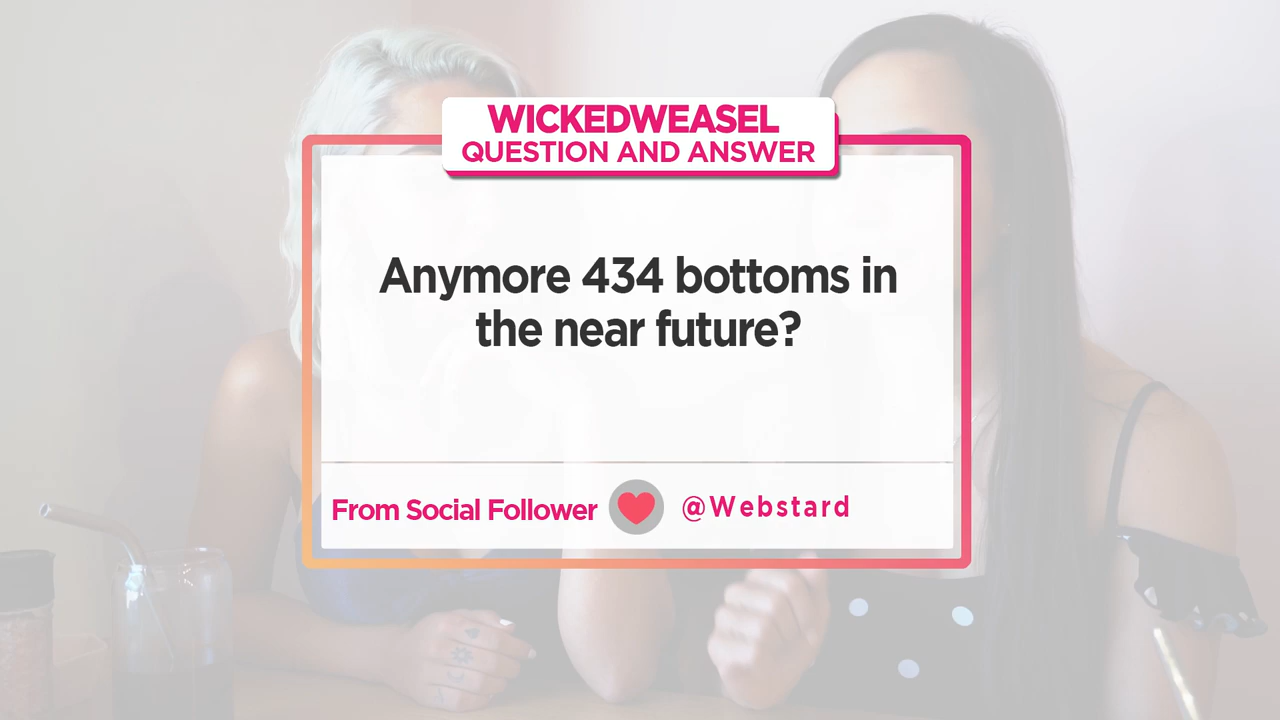 WICKEDWEASEL
QUESTION AND ANSWER
Anymore 434 bottoms in
the near future?
From Social Follower
@Webstard